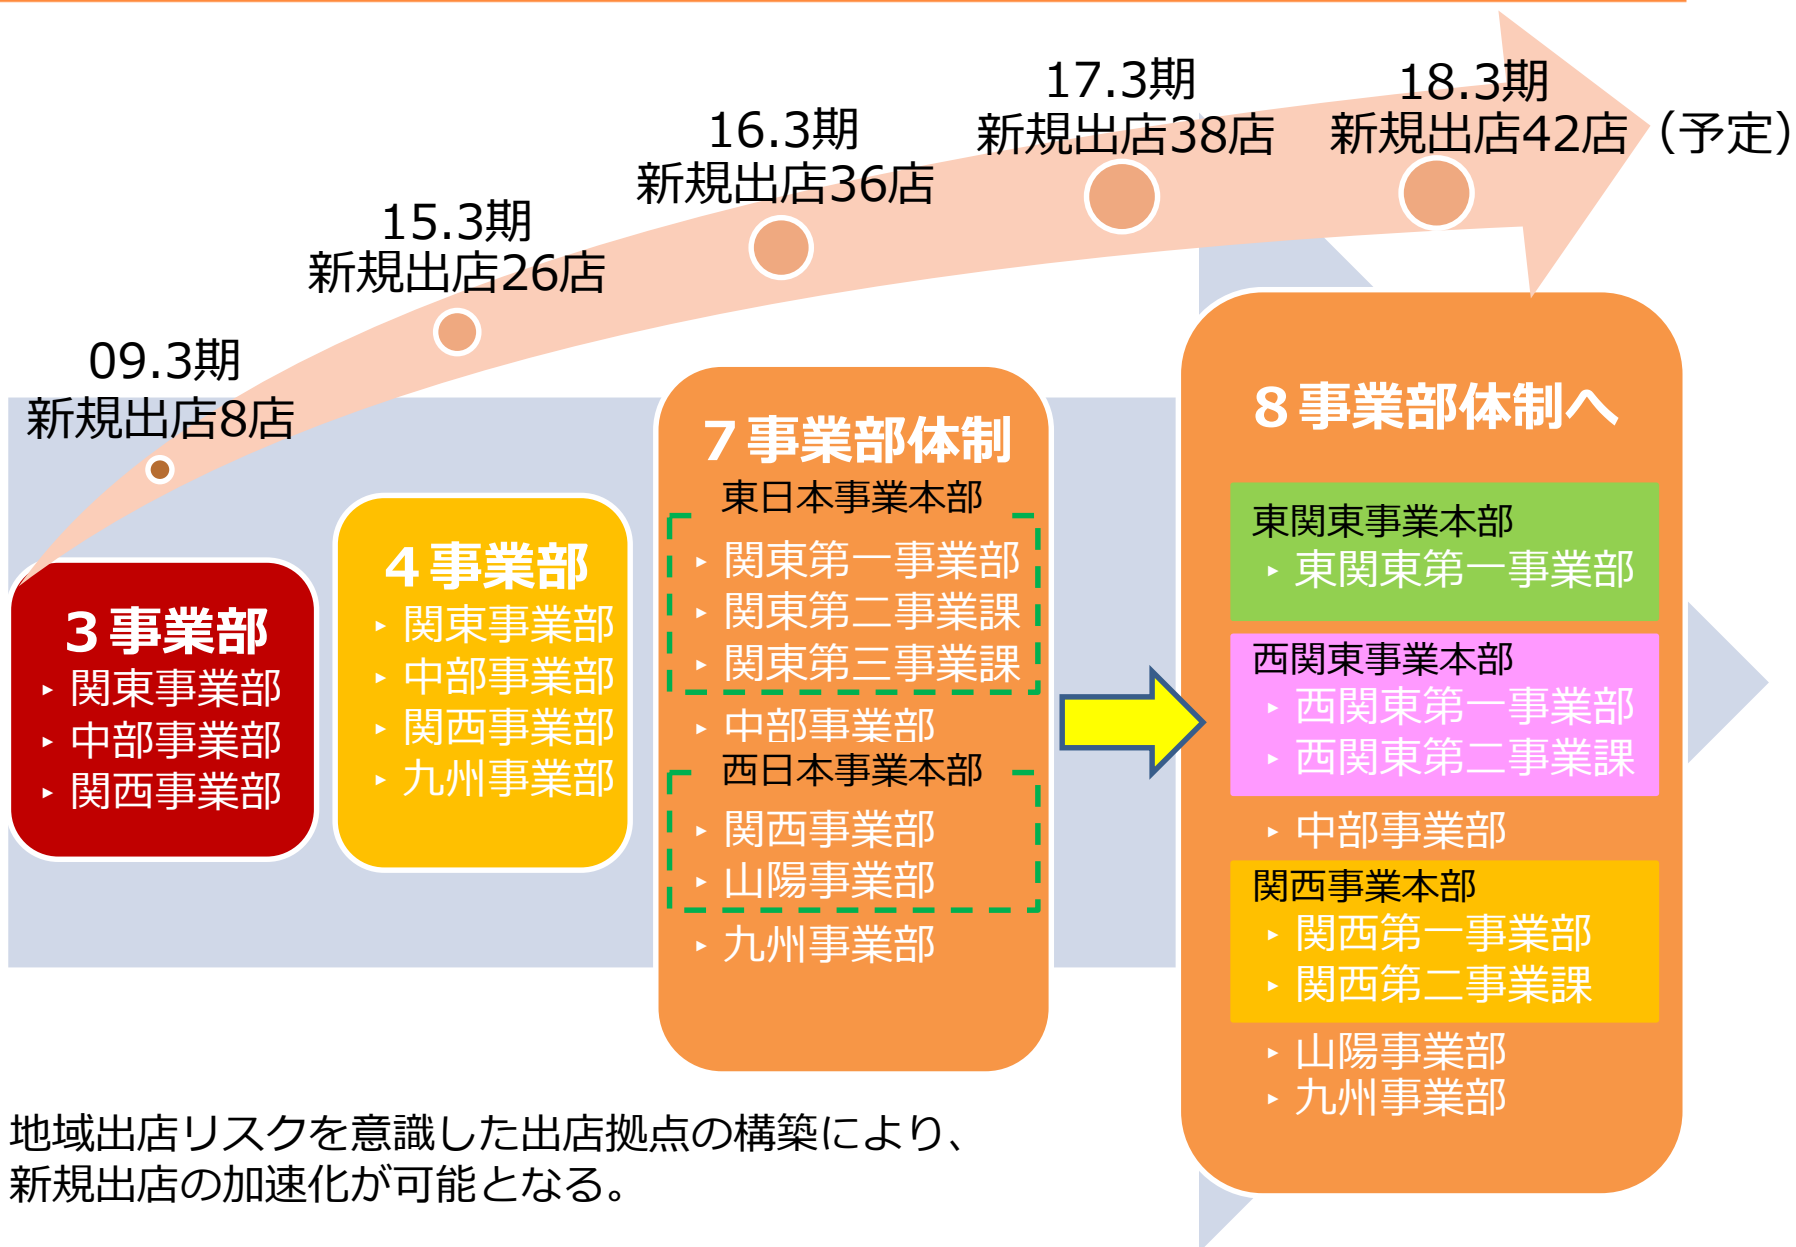 09.3期
新規出店8店
15.3期
新規出店26店
16.3期
新規出店36店
17.3期
新規出店38店
18.3期
新規出店42店（予定）
３事業部
▸ 関東事業部
▸ 中部事業部
▸ 関西事業部
４事業部
▸ 関東事業部
▸ 中部事業部
▸ 関西事業部
▸ 九州事業部
７事業部体制
東日本事業本部
▸ 関東第一事業部
▸ 関東第二事業課
▸ 関東第三事業課
▸ 中部事業部
西日本事業本部
▸ 関西事業部
▸ 山陽事業部
▸ 九州事業部
８事業部体制へ
東関東事業本部
▸ 東関東第一事業部
西関東事業本部
▸ 西関東第一事業部
▸ 西関東第二事業課
▸ 中部事業部
関西事業本部
▸ 関西第一事業部
▸ 関西第二事業課
▸ 山陽事業部
▸ 九州事業部
地域出店リスクを意識した出店拠点の構築により、
新規出店の加速化が可能となる。